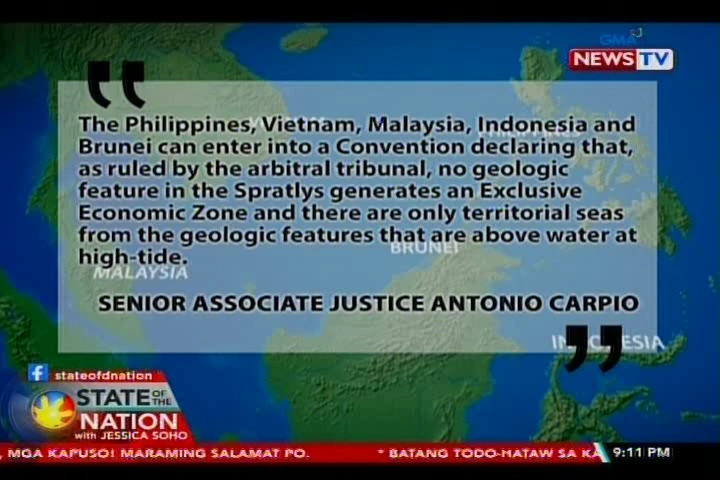 GMA
NEWS TV
The Philippines, Vietnam, Malaysia, Indonesia and
Brunei can enter into a Convention declaring that,
as ruled by the arbitral tribunal, no geologic
feature in the Spratlys generates an Exclusive
Economic Zone and there are only territorial seas
from the geologic features that are above water at
high-tide.
BRUNEI
MALAYSIA
SENIOR ASSOCIATE JUSTICE ANTONIO CARPIO
INDONESIA
stateofdnation
STATE OF THE
NATION
with JESSICA SOHO
, MGA KAPUSO! MARAMING SALAMAT PO. * BATANG TODO-HATAW SA KA
9:11 PM